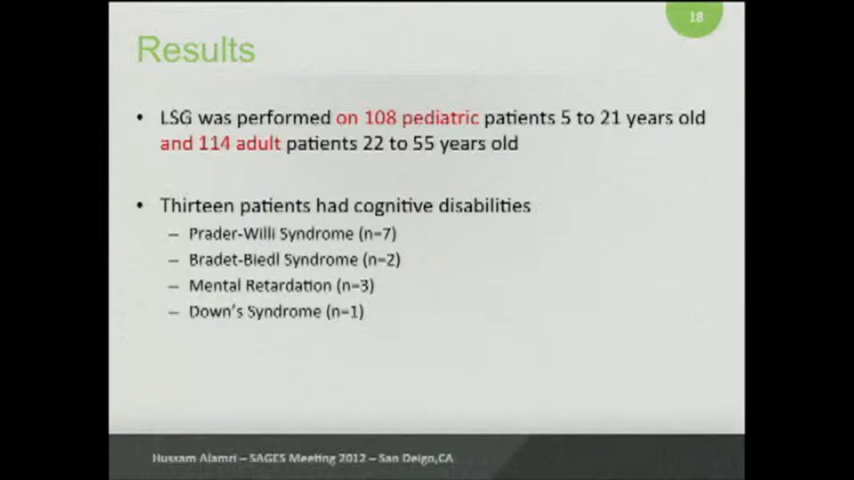 18
Results
• LSG was performed on 108 pediatric patients 5 to 21 years old
and 114 adult patients 22 to 55 years old
• Thirteen patients had cognitive disabilities
– Prader-Willi Syndrome (n=7)
– Bradet-Biedl Syndrome (n=2)
– Mental Retardation (n=3)
– Down's Syndrome (n=1)
Hussam Alamri – SAGES Meeting 2012 – San Deigo,CA